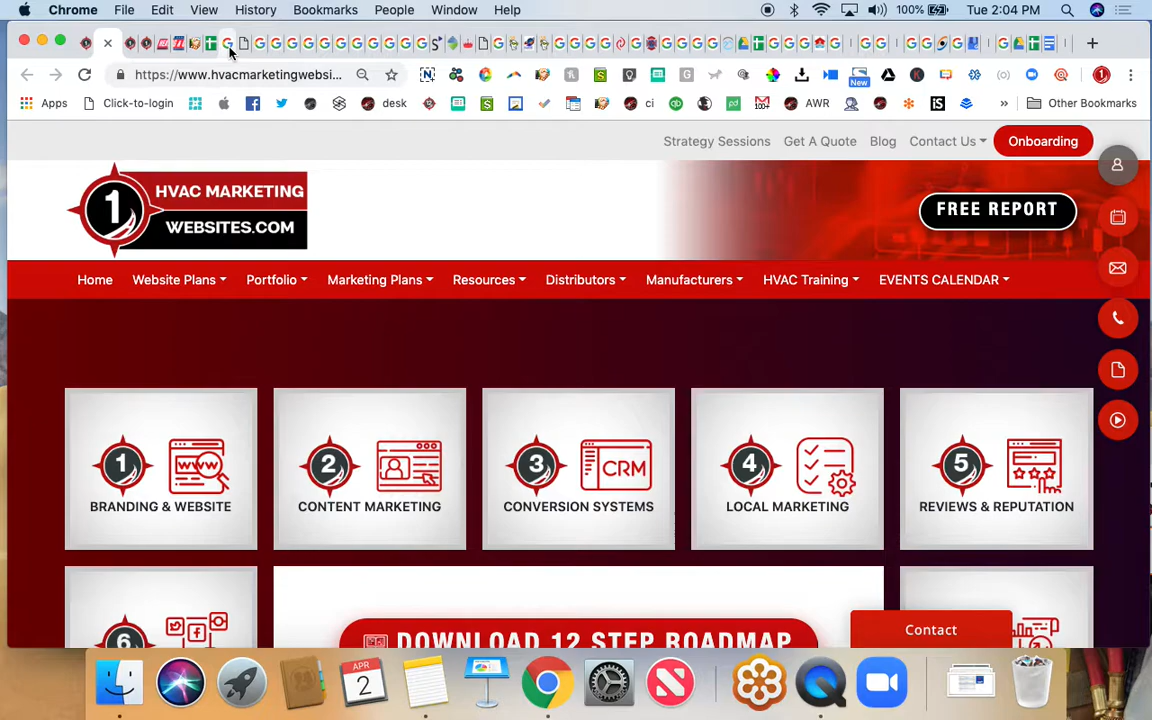 Chrome File Edit View History Bookmarks People Window Help 100% Tue 2:04 PM
https://www.hvacmarketingwebsi...
New
Apps Click-to-login desk ci AWR Other Bookmarks
Strategy Sessions Get A Quote Blog Contact Us Onboarding
1 HVAC MARKETING
WEBSITES.COM
FREE REPORT
Home Website Plans Portfolio Marketing Plans Resources Distributors Manufacturers HVAC Training EVENTS CALENDAR
1 WWW
BRANDING & WEBSITE
2
CONTENT MARKETING
3 CRM
CONVERSION SYSTEMS
4
LOCAL MARKETING
5
REVIEWS & REPUTATION
6
DOWNLOAD 12 STEP ROADMAP
Contact
APR
2